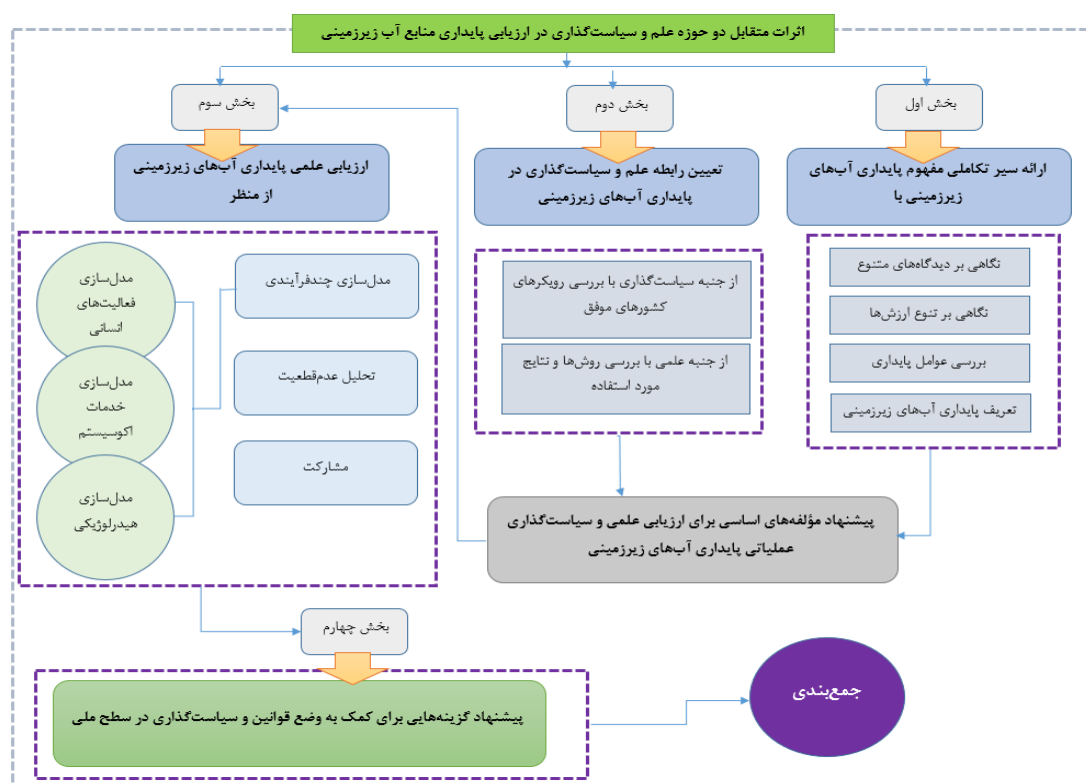 اثرات متقابل دو حوزه علم و سیاست‌گذاری در ارزیابی پایداری منابع آب زیرزمینی
بخش اول
ارائه سیر تکاملی مفهوم پایداری آب‌های
زیرزمینی با
نگاهی بر دیدگاه‌های متنوع
نگاهی بر تنوع ارزش‌ها
بررسی عوامل پایداری
تعریف پایداری آب‌های زیرزمینی
بخش دوم
تعیین رابطه علم و سیاست‌گذاری در
پایداری آب‌های زیرزمینی
از جنبه سیاست‌گذاری با بررسی رویکرهای
کشورهای موفق
از جنبه علمی با بررسی روش‌ها و نتایج
مورد استفاده
پیشنهاد مؤلفه‌های اساسی برای ارزیابی علمی و سیاست‌گذاری
عملیاتی پایداری آب‌های زیرزمینی
بخش سوم
ارزیابی علمی پایداری آب‌های زیرزمینی
از منظر
مدل‌سازی چندفرآیندی
تحلیل عدم‌قطعیت
مشارکت
مدل‌سازی
فعالیت‌های
انسانی
مدل‌سازی
خدمات
اکوسیستم
مدل‌سازی
هیدرلوژیکی
بخش چهارم
پیشنهاد گزینه‌هایی برای کمک به وضع قوانین و سیاست‌گذاری در سطح ملی
جمع‌بندی